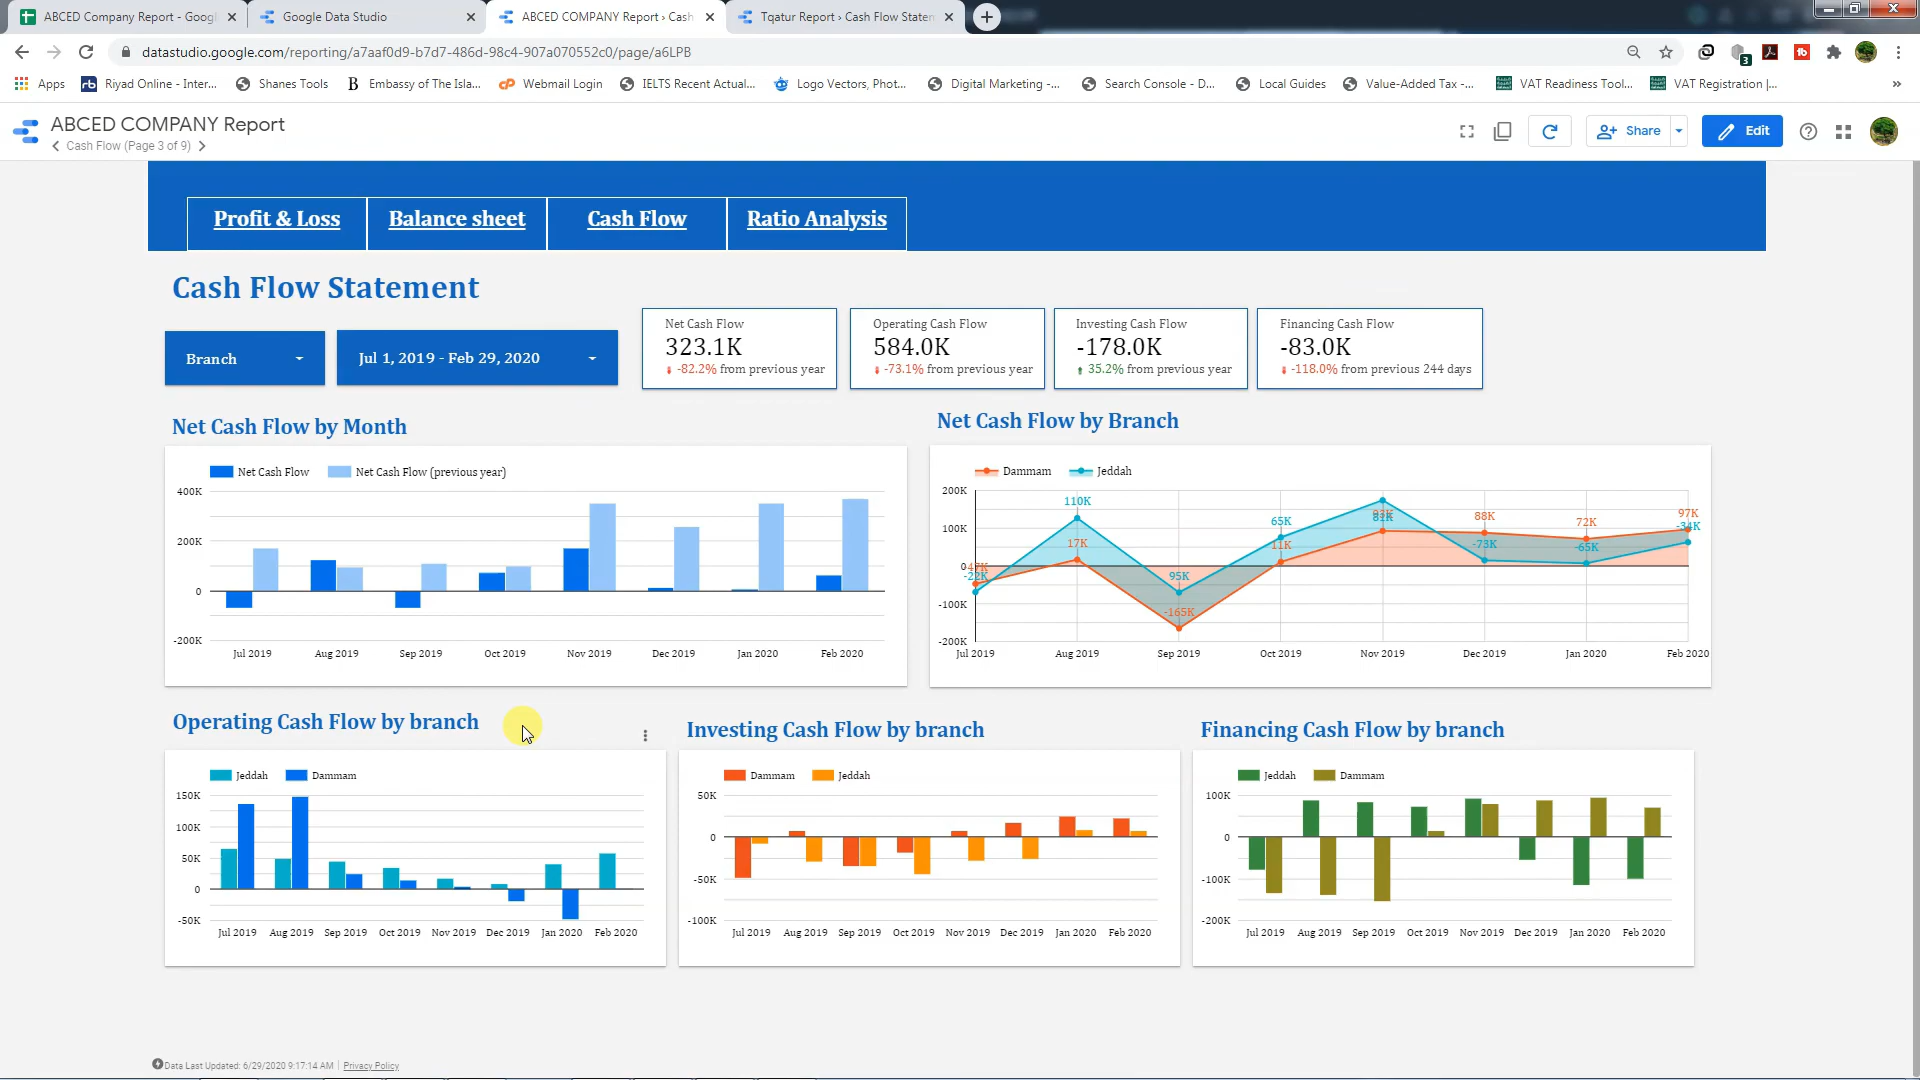 ABCED Company Report - Googl
Google Data Studio
ABCED COMPANY Report › Cash
Tqatur Report › Cash Flow Statem
datastudio.google.com/reporting/a7aaf0d9-b7d7-486d-98c4-907a070552c0/page/a6LPB
3
Apps
rb
Riyad Online - Inter...
Shanes Tools
B
Embassy of The Isla...
cP
Webmail Login
IELTS Recent Actual...
Logo Vectors, Phot...
Digital Marketing -...
Search Console - D...
Local Guides
Value-Added Tax -...
VAT Readiness Tool...
VAT Registration |...
»
ABCED COMPANY Report
Cash Flow (Page 3 of 9)
Share
Edit
Profit & Loss
Balance sheet
Cash Flow
Ratio Analysis
Cash Flow Statement
Branch
Jul 1, 2019 - Feb 29, 2020
Net Cash Flow
323.1K
-82.2% from previous year
Operating Cash Flow
584.0K
-73.1% from previous year
Investing Cash Flow
-178.0K
35.2% from previous year
Financing Cash Flow
-83.0K
-118.0% from previous 244 days
Net Cash Flow by Month
Net Cash Flow
Net Cash Flow (previous year)
400K
200K
0
-200K
Jul 2019
Aug 2019
Sep 2019
Oct 2019
Nov 2019
Dec 2019
Jan 2020
Feb 2020
Net Cash Flow by Branch
Dammam
Jeddah
200K
100K
0
-100K
-200K
-22K
110K
17K
95K
-165K
65K
11K
81K
88K
-73K
72K
-65K
97K
-34K
Jul 2019
Aug 2019
Sep 2019
Oct 2019
Nov 2019
Dec 2019
Jan 2020
Feb 2020
Operating Cash Flow by branch
Jeddah
Dammam
150K
100K
50K
0
-50K
Jul 2019
Aug 2019
Sep 2019
Oct 2019
Nov 2019
Dec 2019
Jan 2020
Feb 2020
Investing Cash Flow by branch
Dammam
Jeddah
50K
0
-50K
-100K
Jul 2019
Aug 2019
Sep 2019
Oct 2019
Nov 2019
Dec 2019
Jan 2020
Feb 2020
Financing Cash Flow by branch
Jeddah
Dammam
100K
0
-100K
-200K
Jul 2019
Aug 2019
Sep 2019
Oct 2019
Nov 2019
Dec 2019
Jan 2020
Feb 2020
Data Last Updated: 6/29/2020 9:17:14 AM
Privacy Policy